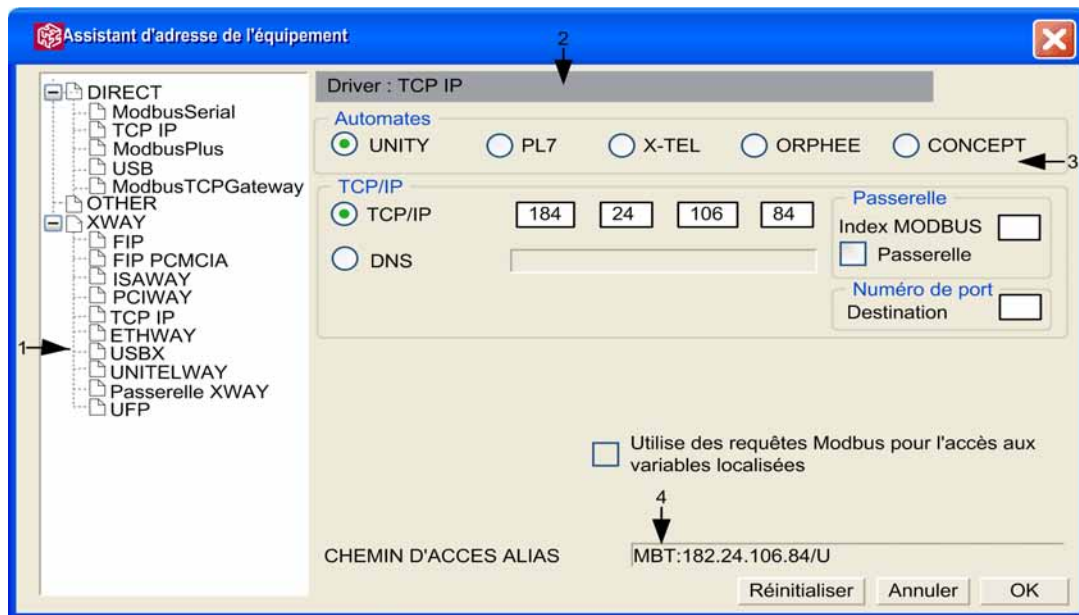 Assistant d'adresse de l'équipement
2
DIRECT
ModbusSerial
TCP IP
ModbusPlus
USB
ModbusTCPGateway
OTHER
XWAY
FIP
FIP PCMCIA
ISAWAY
PCIWAY
TCP IP
ETHWAY
USBX
UNITELWAY
Passerelle XWAY
UFP
1
Driver : TCP IP
Automates
UNITY PL7 X-TEL ORPHEE CONCEPT
3
TCP/IP
TCP/IP 184 24 106 84
DNS
Passerelle
Index MODBUS
Passerelle
Numéro de port
Destination
Utilise des requêtes Modbus pour l'accès aux
variables localisées
4
CHEMIN D'ACCES ALIAS MBT:182.24.106.84/U
Réinitialiser Annuler OK